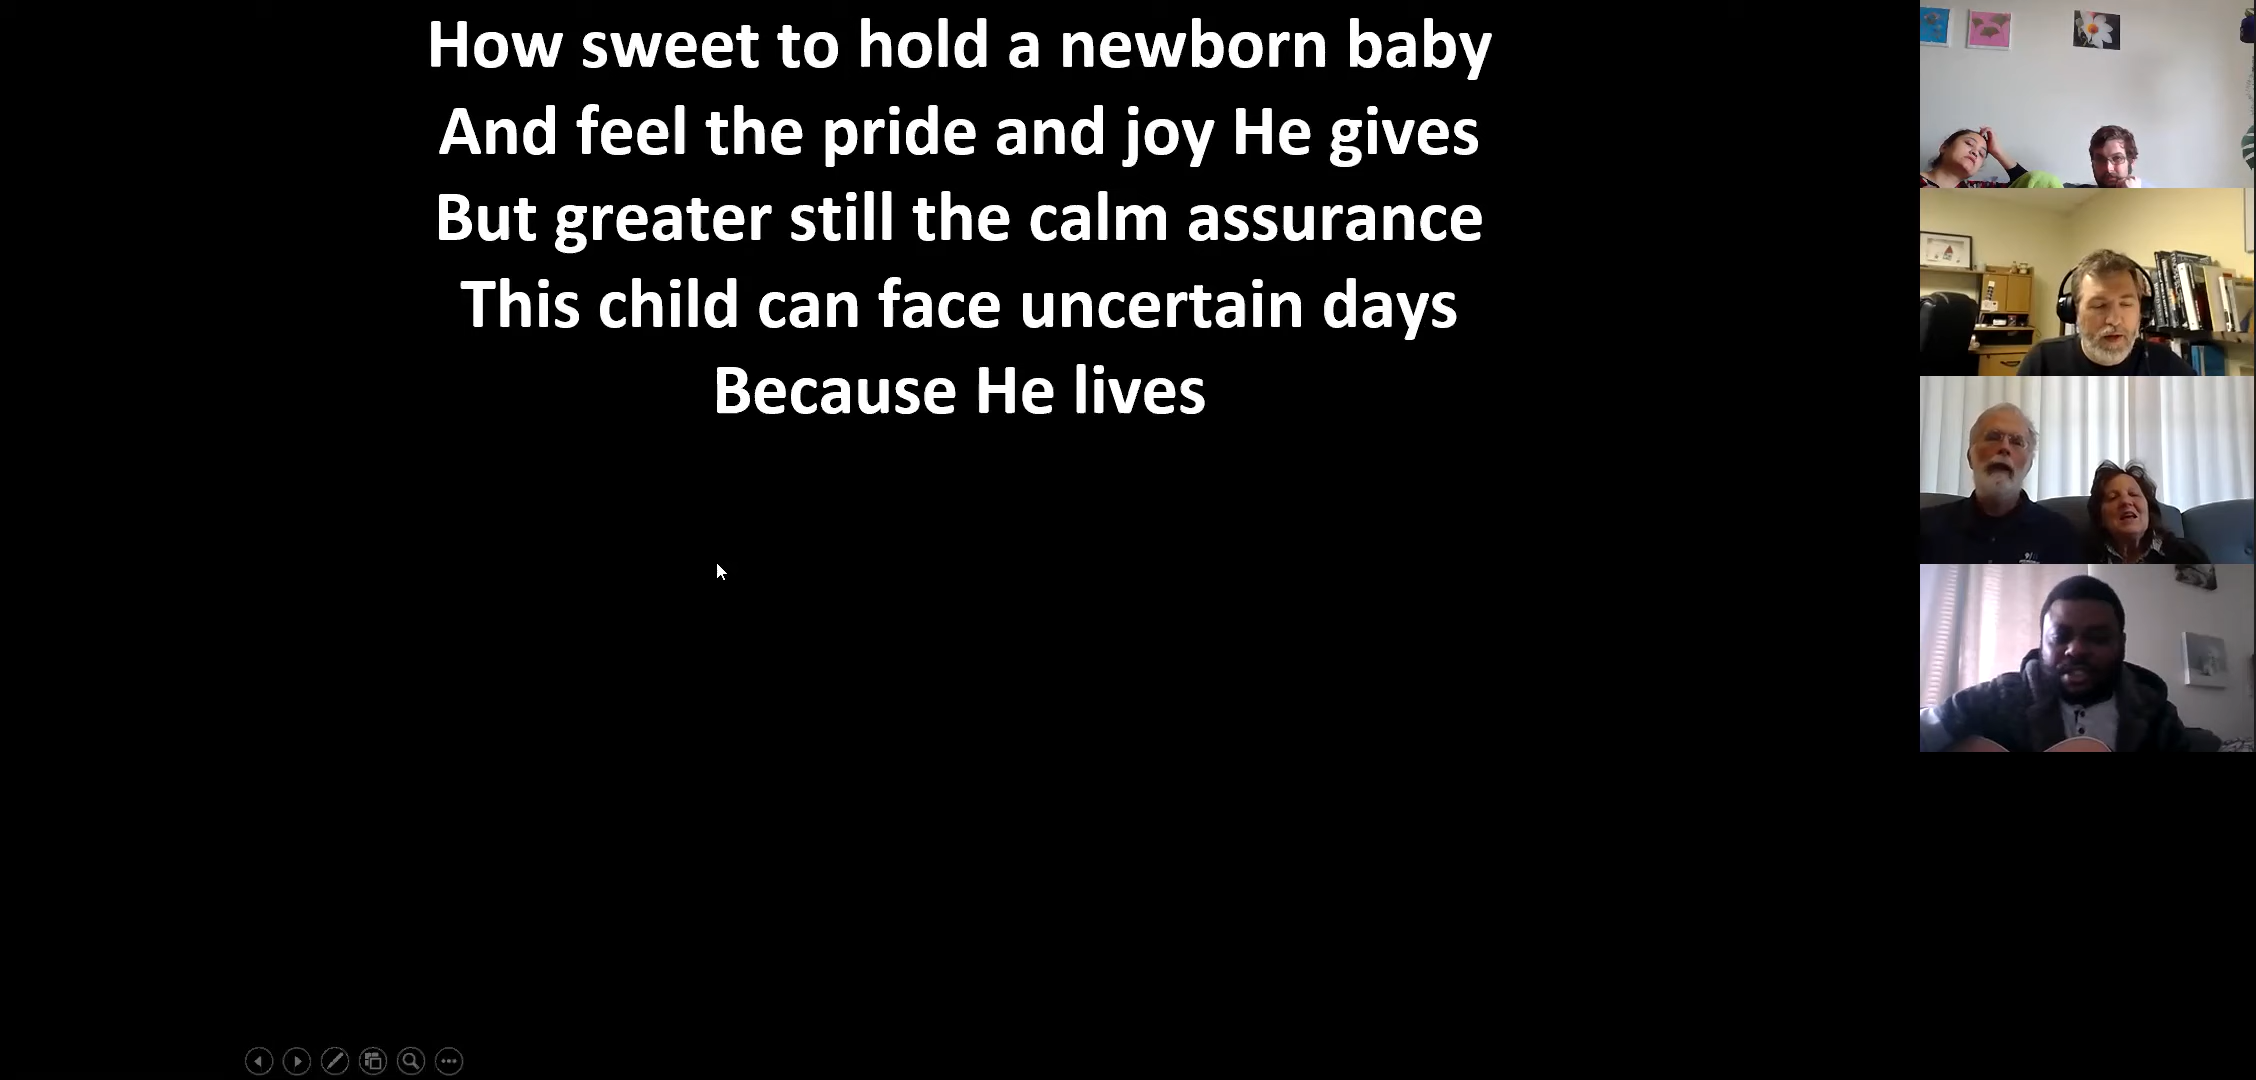 How sweet to hold a newborn baby
And feel the pride and joy He gives
But greater still the calm assurance
This child can face uncertain days
Because He lives